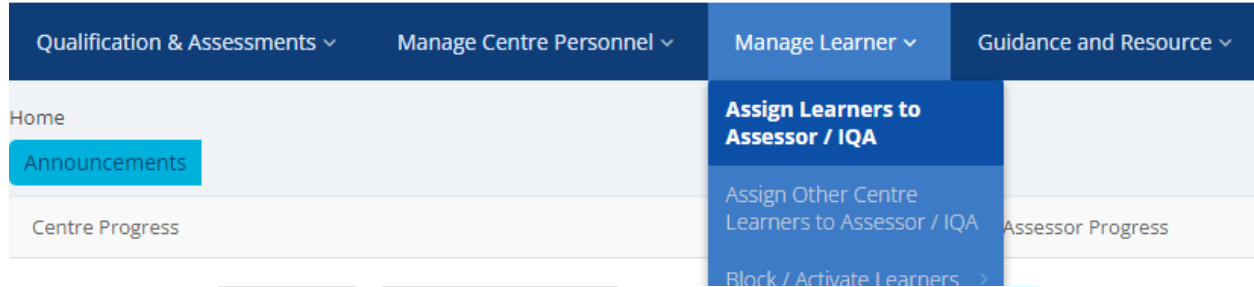 Qualification & Assessments
Manage Centre Personnel
Manage Learner
Guidance and Resource
Home
Announcements
Assign Learners to
Assessor / IQA
Assign Other Centre
Learners to Assessor / IQA
Block / Activate Learners
Centre Progress
Assessor Progress